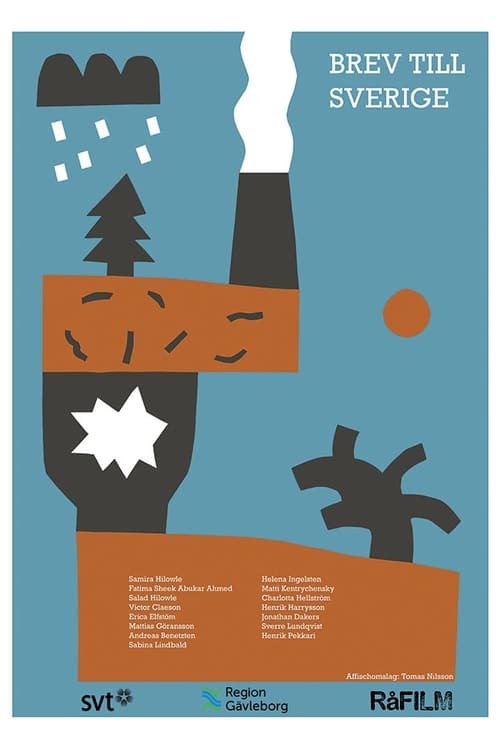 BREV TILL
SVERIGE
Samira Hilowle
Fatima Sheek Abukar Ahmed
Salad Hilowle
Victor Claeson
Erica Elfstöm
Mattias Göransson
Andreas Benetzten
Sabina Lindbald
Helena Ingelsten
Matti Kentrychensky
Charlotta Hellström
Henrik Harrysson
Jonathan Dakers
Sverre Lundqvist
Henrik Pekkari
Affischomslag: Tomas Nilsson
svt
Region
Gävleborg
RåFILM